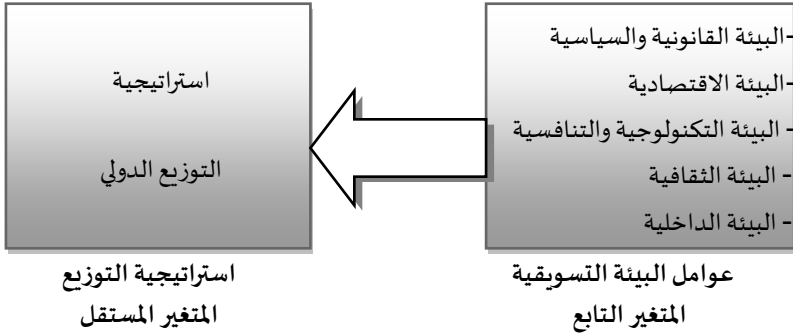 -البيئة القانونية والسياسية
-البيئة الاقتصادية
- البيئة التكنولوجية والتنافسية
- البيئة الثقافية
- البيئة الداخلية
عوامل البيئة التسويقية
المتغير التابع
استراتيجية
التوزيع الدولي
استراتيجية التوزيع
المتغير المستقل